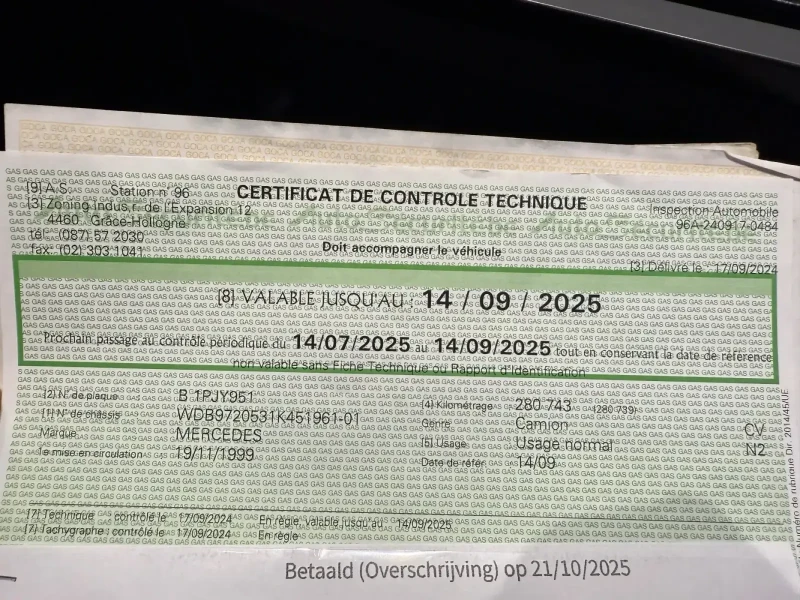 [9] A.S. Station n° 96
[3] Zoning Indust. de l'Expansion 12
4460 Grâce-Hollogne
tél: (087) 57 2030
fax: (02) 303 1041
CERTIFICAT DE CONTROLE TECHNIQUE
Doit accompagner le véhicule
Inspection Automobile
96A-240917-0484
[3] Délivré le : 17/09/2024
[8] VALABLE JUSQU'AU: 14 / 09 / 2025
Prochain passage au contrôle périodique du 14/07/2025 au 14/09/2025 tout en conservant la date de référence
non valable sans Fiche Technique ou Rapport d'Identification
[2] N° de plaque B 1PJY951
[1] N° de châssis WDB9720531K451961-01
Marque MERCEDES
1e mise en circulation 19/11/1999
[4] Kilométrage 280 743 (280 739)
Genre Camion CV
[5] Usage Usage normal N2
Date de référ. 14/09
[7] Technique : contrôlé le 17/09/2024 En règle, valable jusqu'au 14/09/2025
[7] Tachygraphe : contrôlé le 17/09/2024 En règle
Betaald (Overschrijving) op 21/10/2025